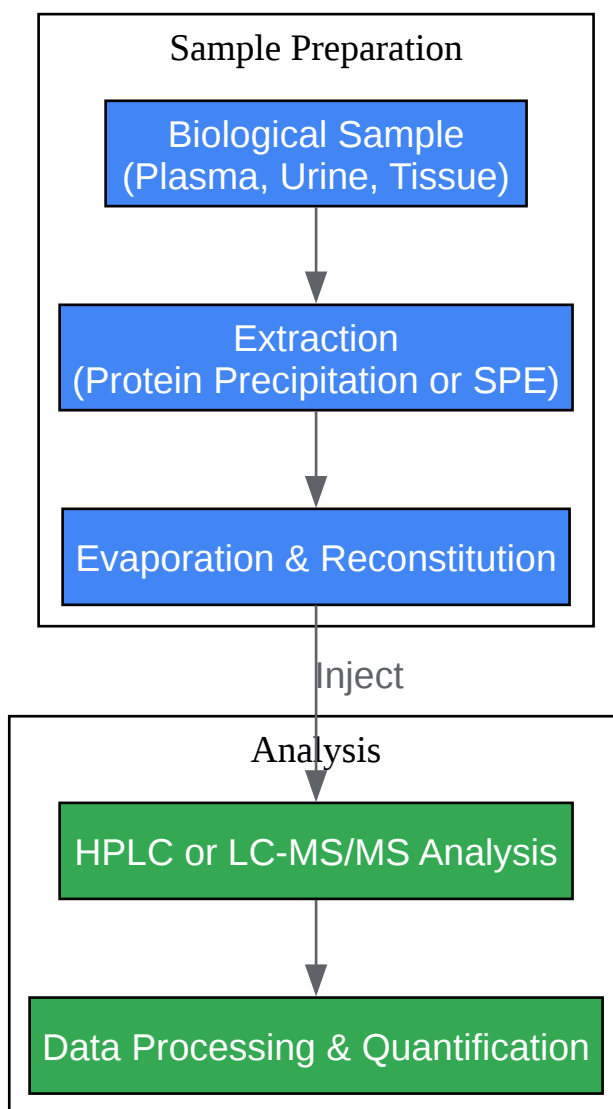 Sample Preparation
Biological Sample
(Plasma, Urine, Tissue)
Extraction
(Protein Precipitation or SPE)
Evaporation & Reconstitution
Inject
Analysis
HPLC or LC-MS/MS Analysis
Data Processing & Quantification